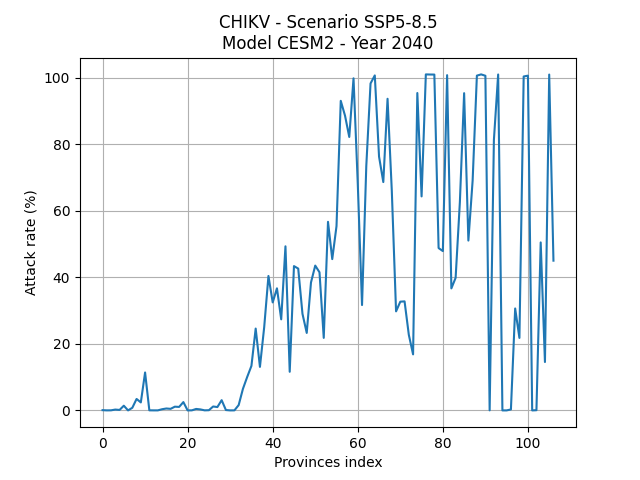 CHIKV - Scenario SSP5-8.5
Model CESM2 - Year 2040
100
80
60
40
20
0
Attack rate (%)
0 20 40 60 80 100
Provinces index